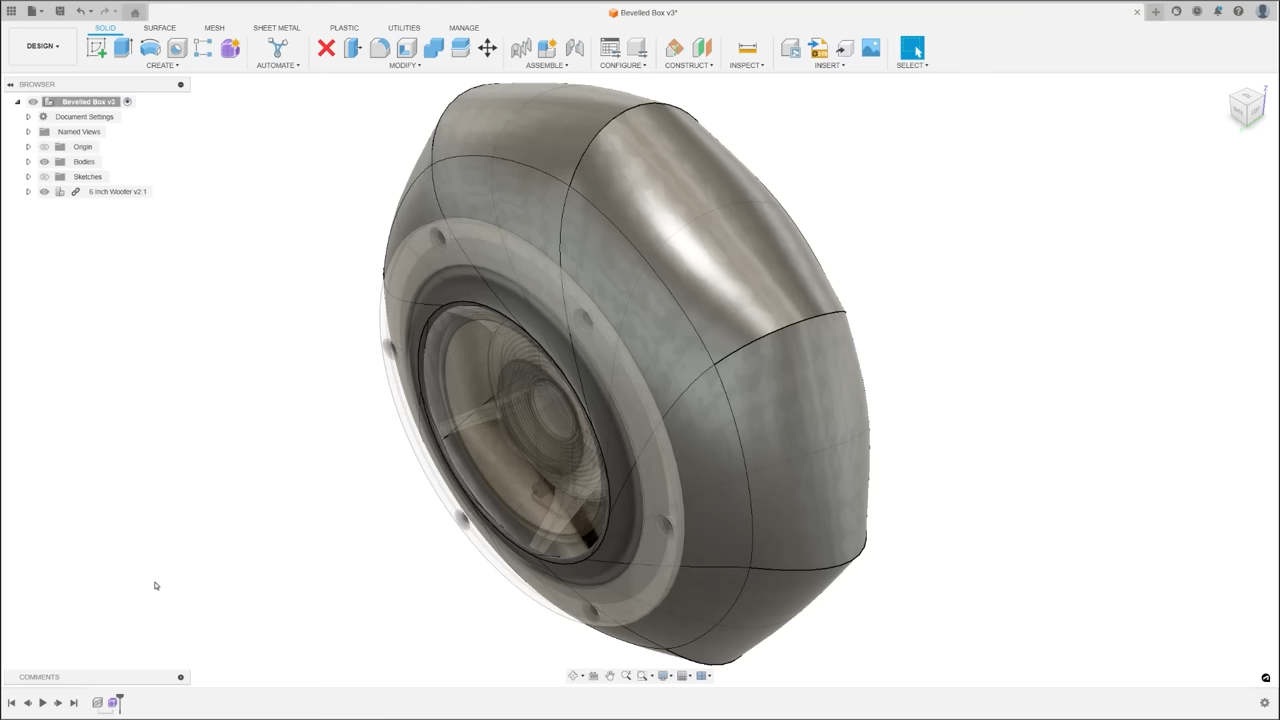 Bevelled Box v3*
DESIGN
SOLID SURFACE MESH SHEET METAL PLASTIC UTILITIES MANAGE
CREATE AUTOMATE MODIFY ASSEMBLE CONFIGURE CONSTRUCT INSPECT INSERT SELECT
BROWSER
Bevelled Box v3
Document Settings
Named Views
Origin
Bodies
Sketches
6 Inch Woofer v2:1
Z
COMMENTS